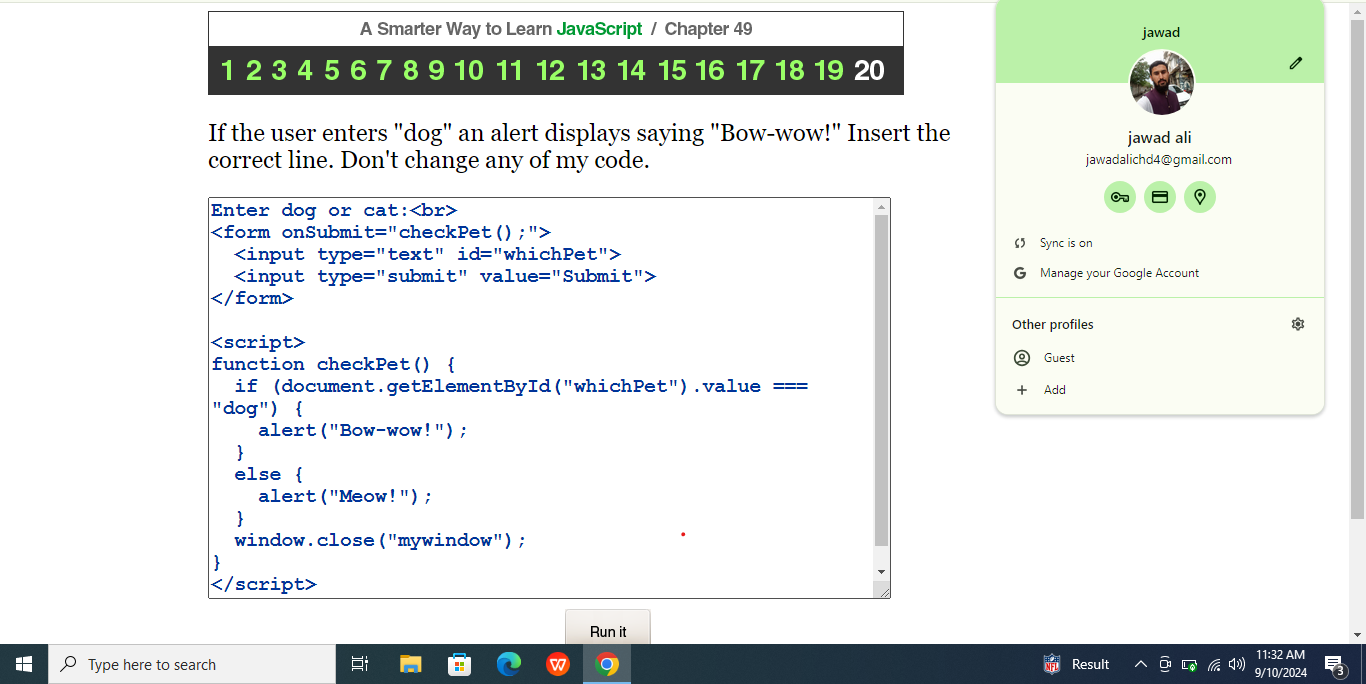 A Smarter Way to Learn JavaScript / Chapter 49
1 2 3 4 5 6 7 8 9 10 11 12 13 14 15 16 17 18 19 20
If the user enters "dog" an alert displays saying "Bow-wow!" Insert the
correct line. Don't change any of my code.
Enter dog or cat:<br>
<form onSubmit="checkPet();">
  <input type="text" id="whichPet">
  <input type="submit" value="Submit">
</form>

<script>
function checkPet() {
  if (document.getElementById("whichPet").value ===
"dog") {
    alert("Bow-wow!");
  }
  else {
    alert("Meow!");
  }
  window.close("mywindow");
}
</script>
Run it
jawad
jawad ali
jawadalichd4@gmail.com
Sync is on
G Manage your Google Account
Other profiles
Guest
+ Add
Type here to search
W
NFL
Result
11:32 AM
9/10/2024
3